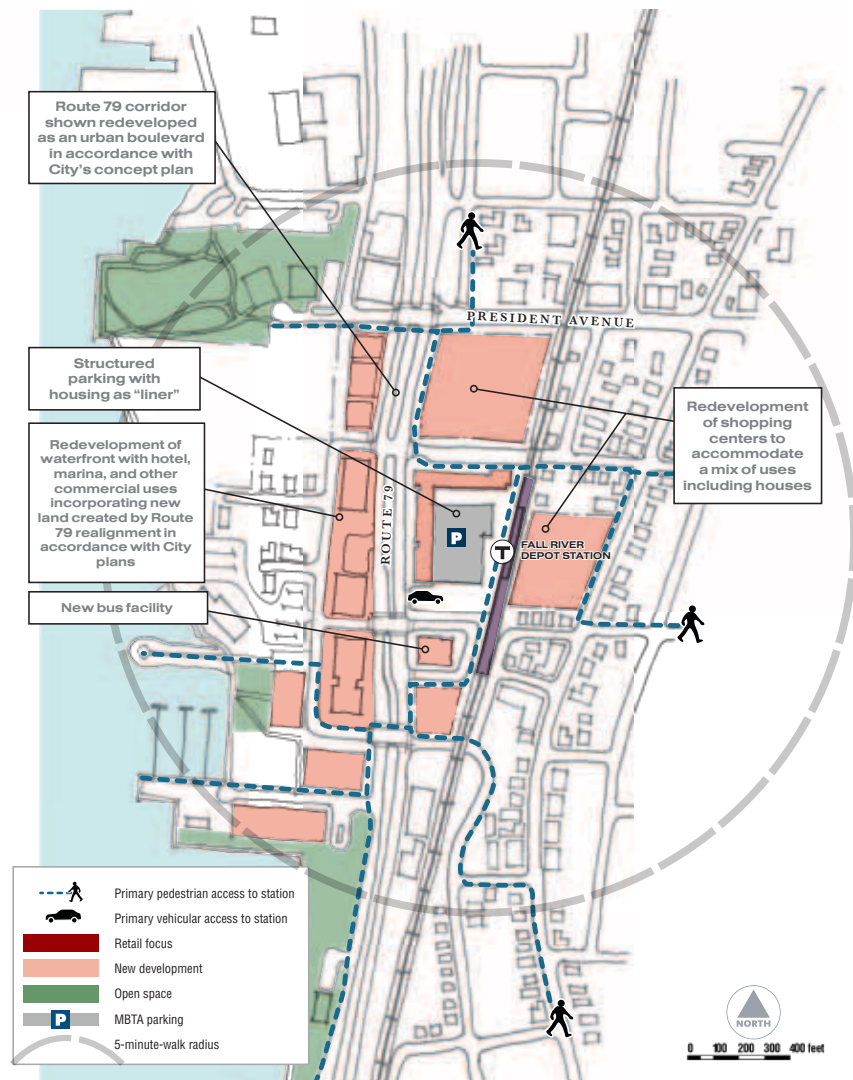 Route 79 corridor
shown redeveloped
as an urban boulevard
in accordance with
City's concept plan
PRESIDENT AVENUE
Structured
parking with
housing as “liner”
Redevelopment
of shopping
centers to
accommodate
a mix of uses
including houses
Redevelopment of
waterfront with hotel,
marina, and other
commercial uses
incorporating new
land created by Route
79 realignment in
accordance with City
plans
ROUTE 79
P
T
FALL RIVER
DEPOT STATION
New bus facility
Primary pedestrian access to station
Primary vehicular access to station
Retail focus
New development
Open space
P
MBTA parking
5-minute-walk radius
NORTH
0 100 200 300 400 feet